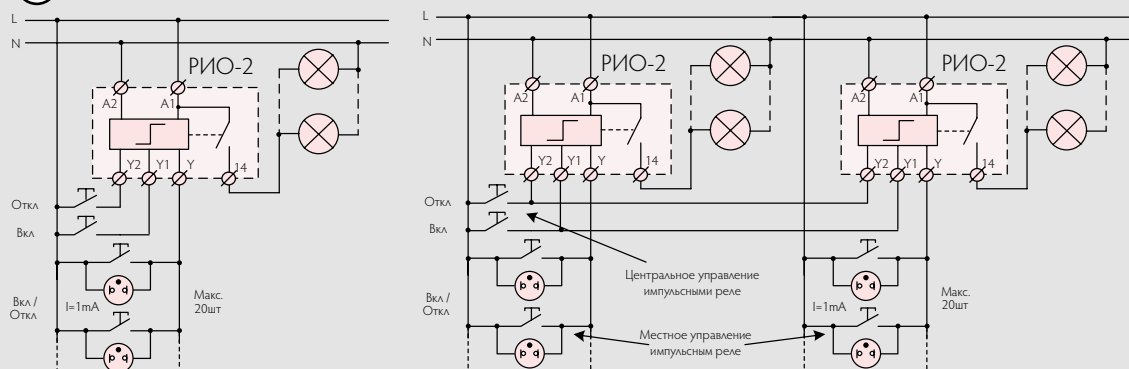 L
N
РИО-2
A2
A1
Y2
Y1
Y
14
Откл
Вкл
Вкл /
Откл
I=1mA
Макс.
20шт
L
N
РИО-2
A2
A1
Y2
Y1
Y
14
РИО-2
A2
A1
Y2
Y1
Y
14
Откл
Вкл
Центральное управление
импульсными реле
Вкл /
Откл
I=1mA
Макс.
20шт
Местное управление
импульсным реле